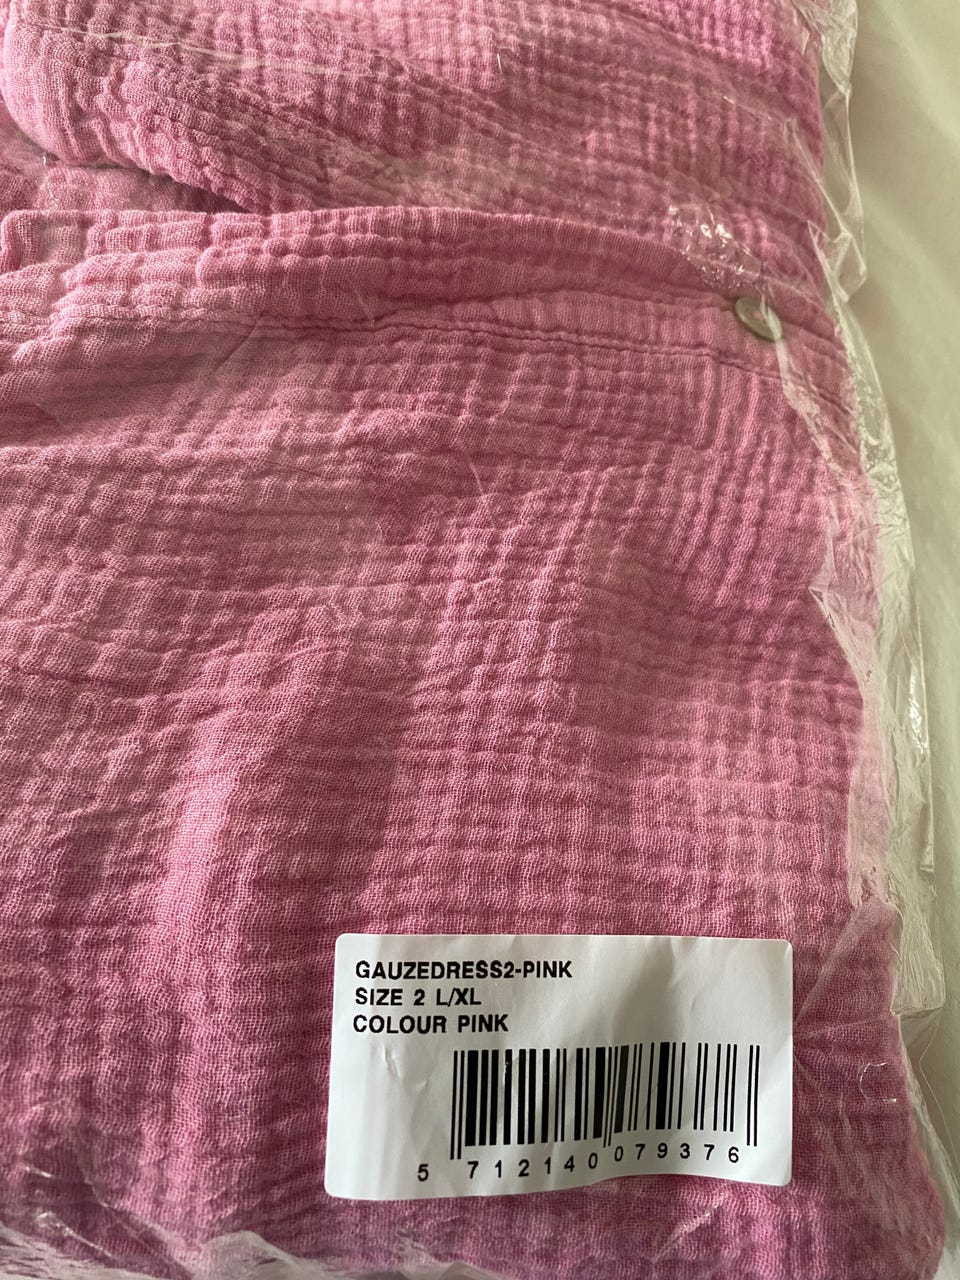 GAUZEDRESS2-PINK
SIZE 2 L/XL
COLOUR PINK
5 712140 079376